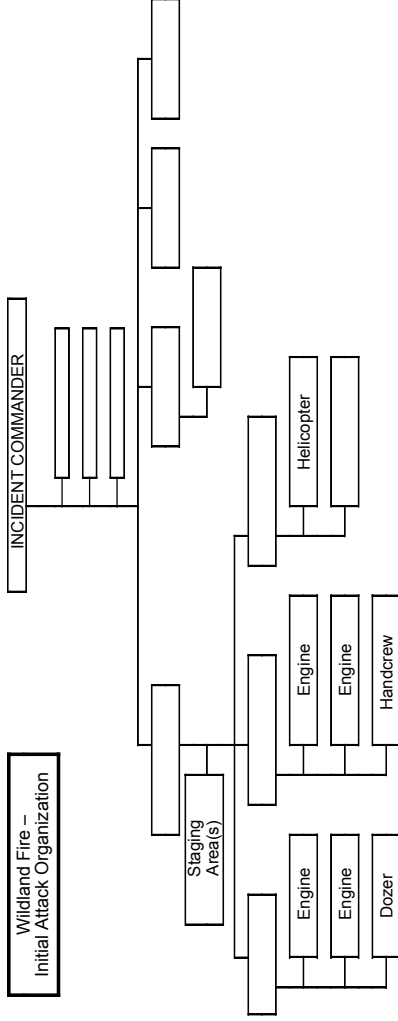 Wildland Fire –
Initial Attack Organization
INCIDENT COMMANDER
Staging
Area(s)
Engine
Engine
Dozer
Engine
Engine
Handcrew
Helicopter